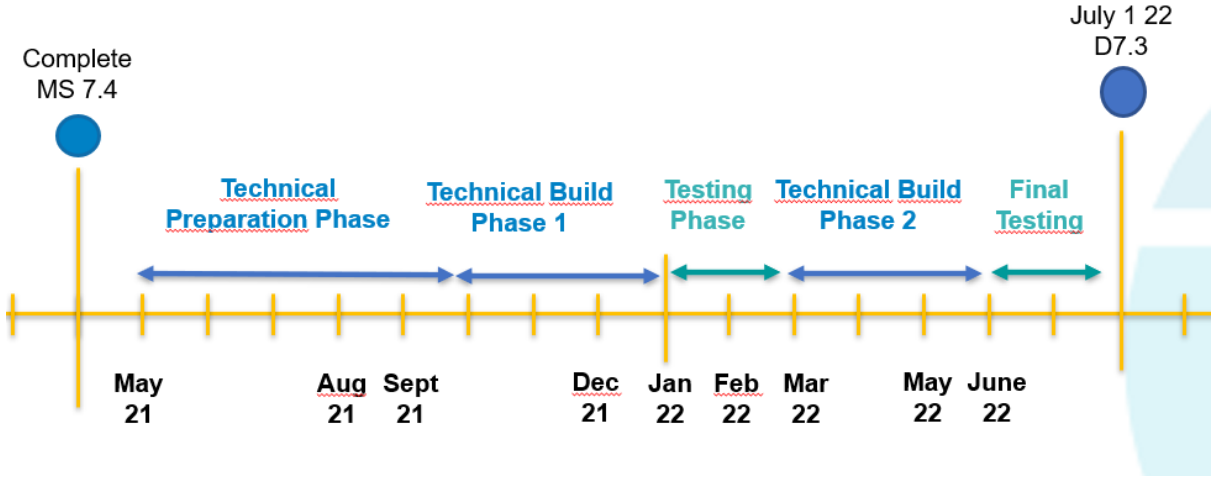 Complete
MS 7.4
July 1 22
D7.3
Technical
Preparation Phase
Technical Build
Phase 1
Testing
Phase
Technical Build
Phase 2
Final
Testing
May
21
Aug
21
Sept
21
Dec
21
Jan
22
Feb
22
Mar
22
May
22
June
22